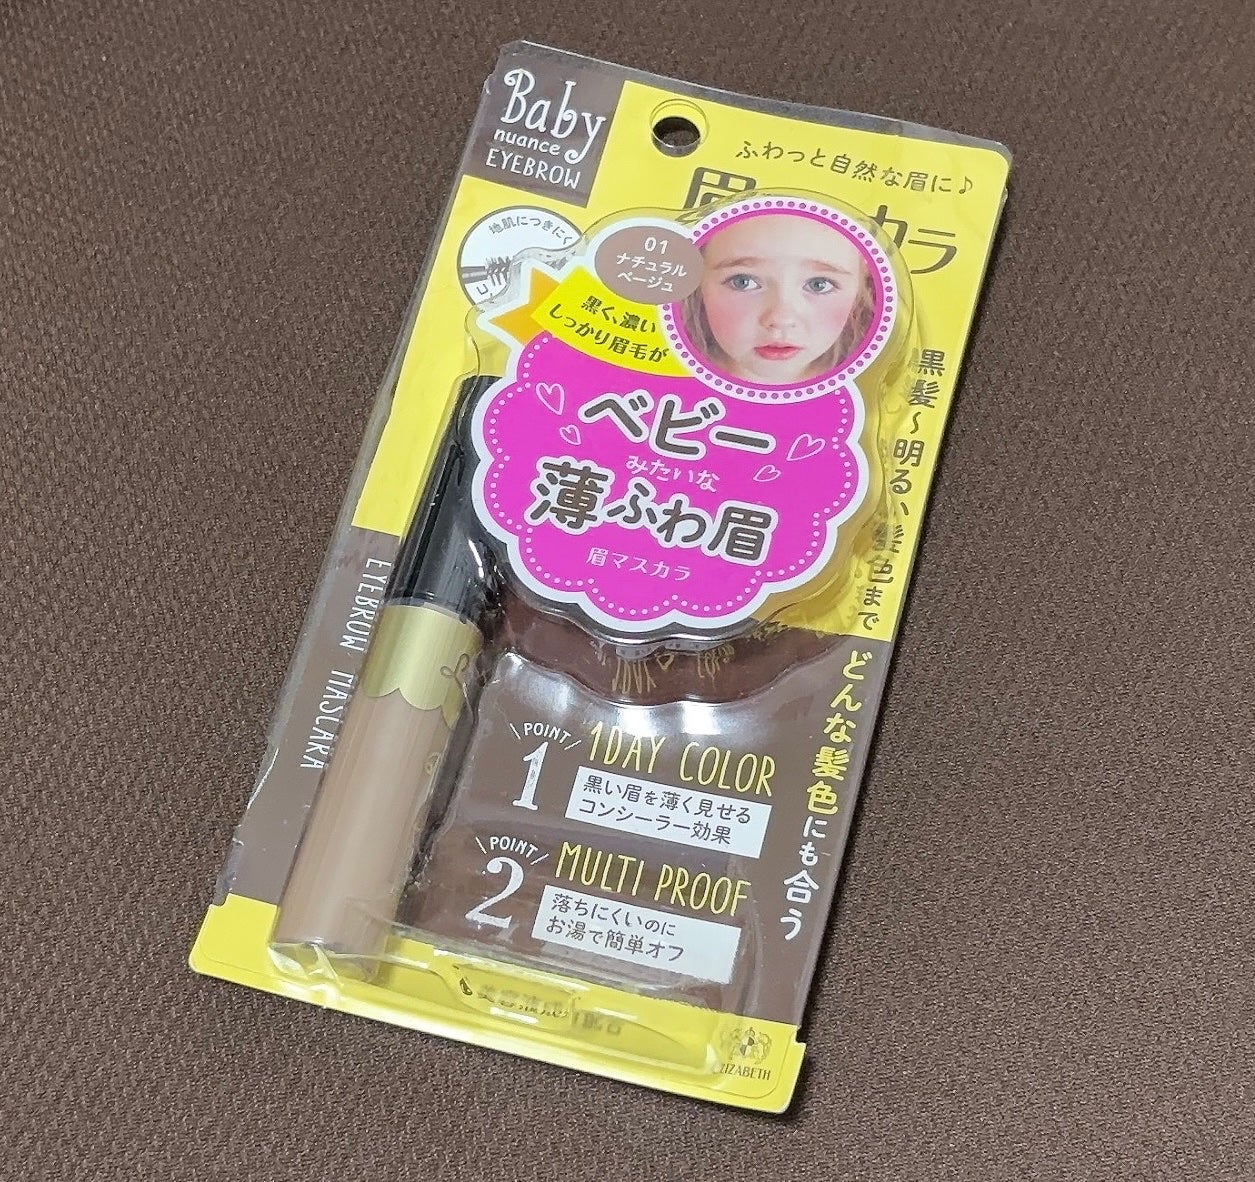 Baby
nuance
EYEBROW
ふわっと自然な眉に♪
眉
カラ
地肌につきにく
01
ナチュラル
ベージュ
黒く、濃い
しっかり眉毛が
ベビー
みたいな
薄ふわ眉
眉マスカラ
黒髪〜明るい髪色まで
どんな髪色にも合う
EYEBROW MASCARA
POINT
1
1DAY COLOR
黒い眉を薄く見せる
コンシーラー効果
POINT
2
MULTI PROOF
落ちにくいのに
お湯で簡単オフ
ELIZABETH